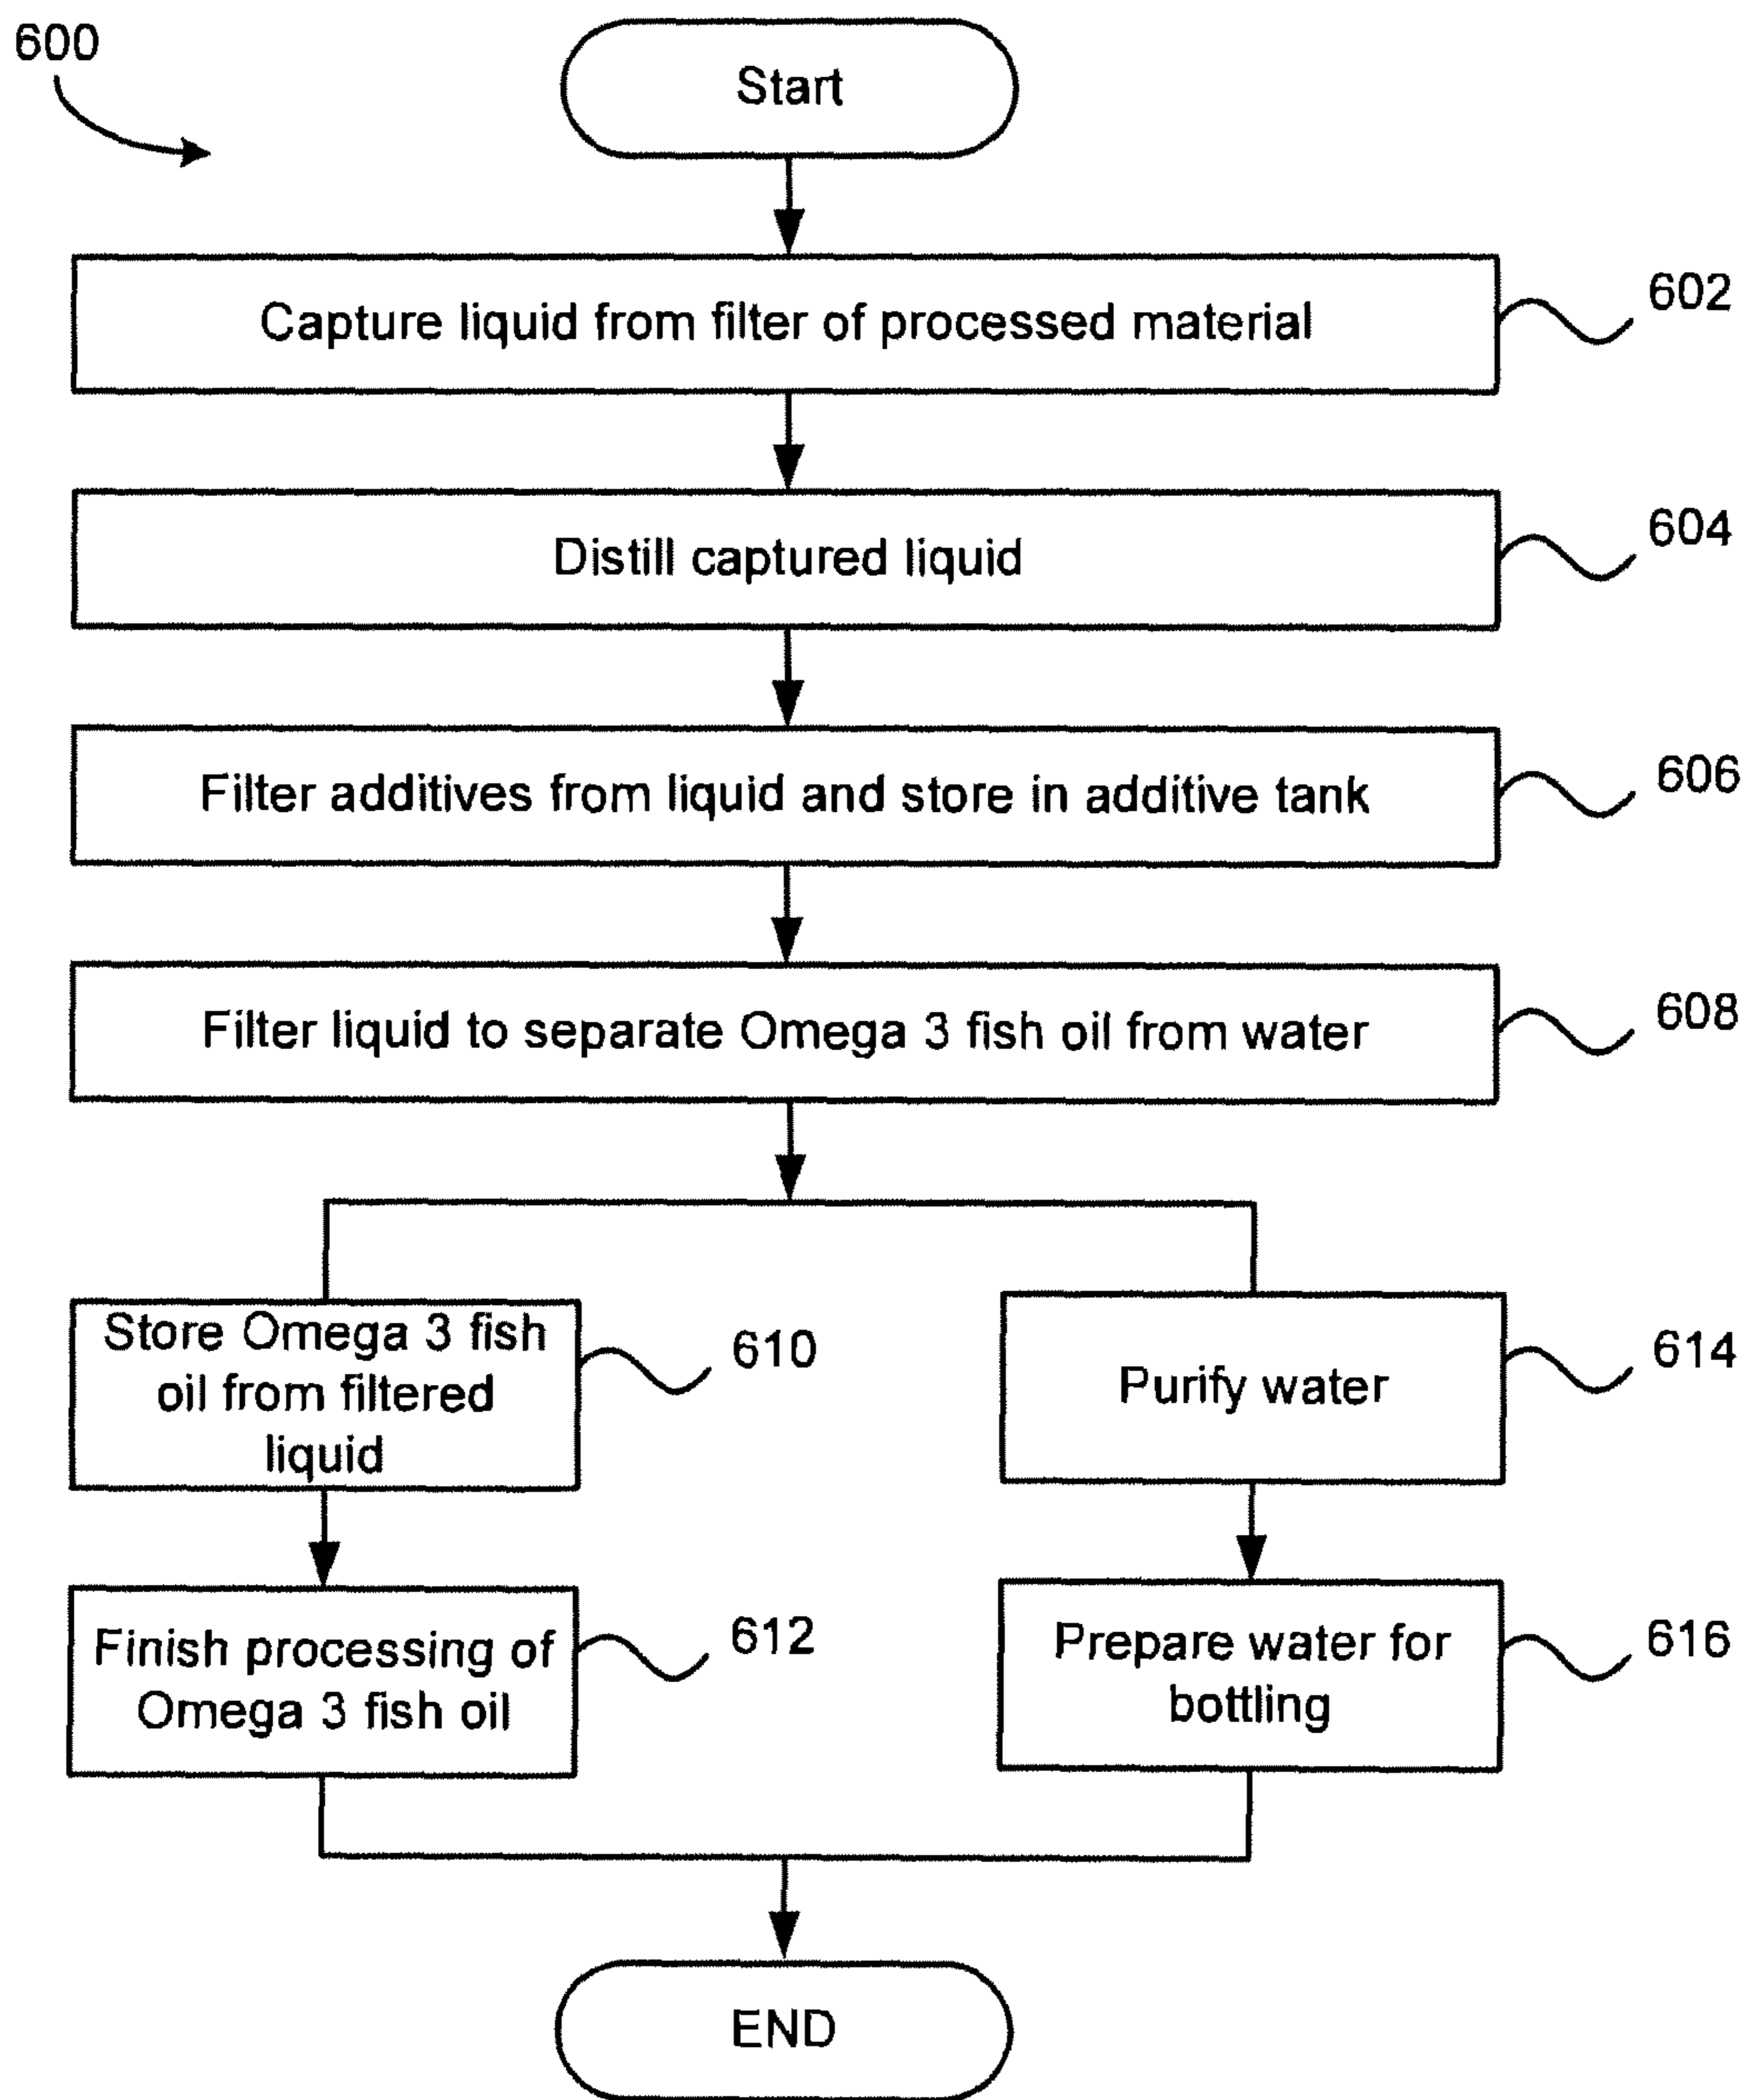 600
Start
Capture liquid from filter of processed material
602
Distill captured liquid
604
Filter additives from liquid and store in additive tank
606
Filter liquid to separate Omega 3 fish oil from water
608
Store Omega 3 fish
oil from filtered
liquid
610
Purify water
614
Finish processing of
Omega 3 fish oil
612
Prepare water for
bottling
616
END